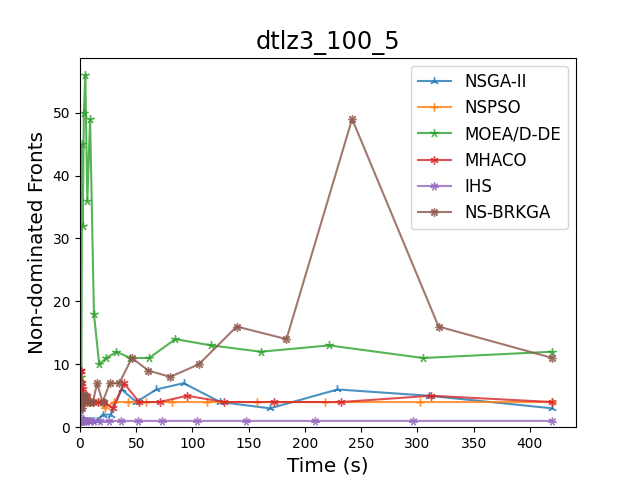 dtlz3_100_5
Non-dominated Fronts
50
40
30
20
10
0
0 50 100 150 200 250 300 350 400
Time (s)
NSGA-II
NSPSO
MOEA/D-DE
MHACO
IHS
NS-BRKGA